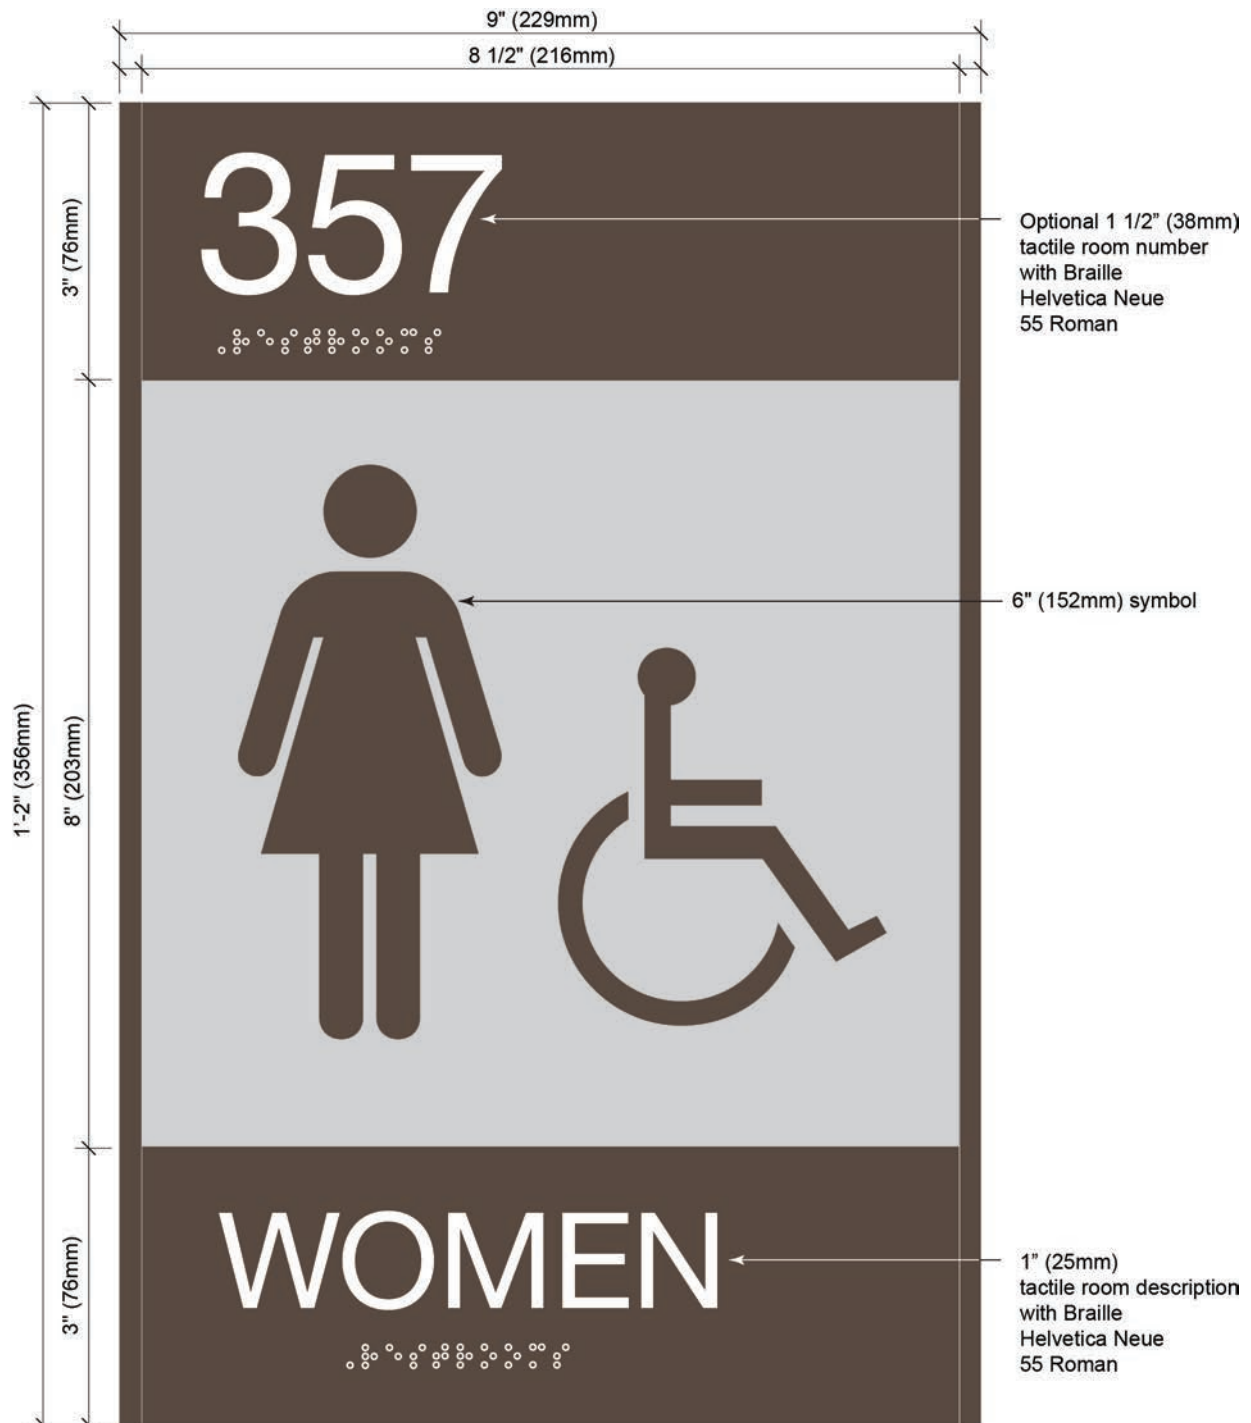 9" (229mm)
8 1/2" (216mm)
3" (76mm)
357
Optional 1 1/2" (38mm)
tactile room number
with Braille
Helvetica Neue
55 Roman
6" (152mm) symbol
1'-2" (356mm)
8" (203mm)
3" (76mm)
WOMEN
1" (25mm)
tactile room description
with Braille
Helvetica Neue
55 Roman